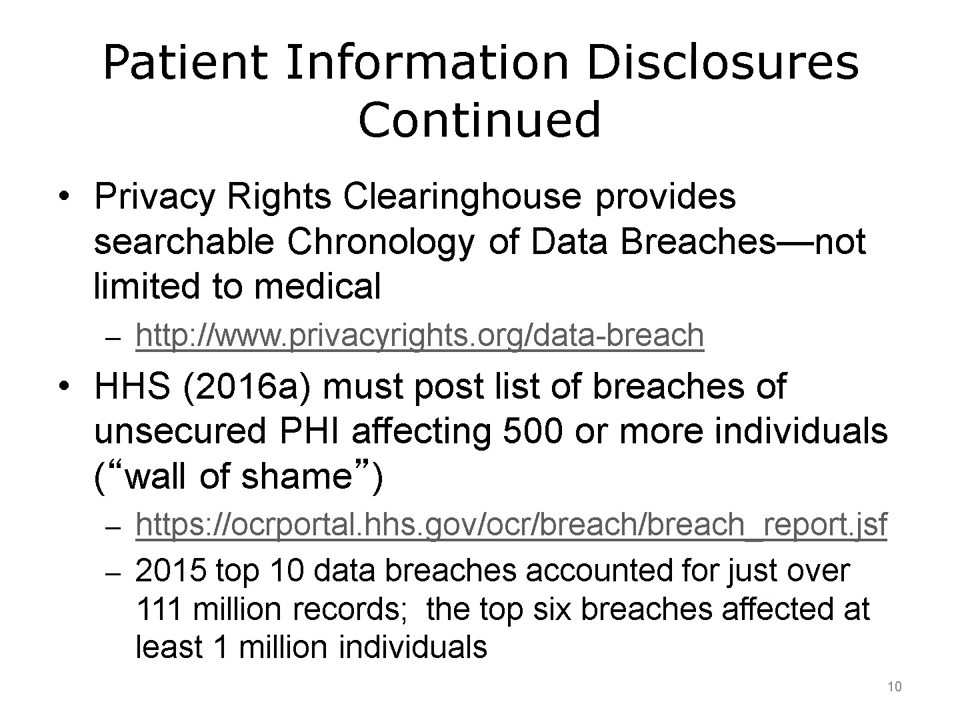 Patient Information Disclosures
Continued
• Privacy Rights Clearinghouse provides
searchable Chronology of Data Breaches—not
limited to medical
– http://www.privacyrights.org/data-breach
• HHS (2016a) must post list of breaches of
unsecured PHI affecting 500 or more individuals
(“wall of shame”)
– https://ocrportal.hhs.gov/ocr/breach/breach_report.jsf
– 2015 top 10 data breaches accounted for just over
111 million records;  the top six breaches affected at
least 1 million individuals
10